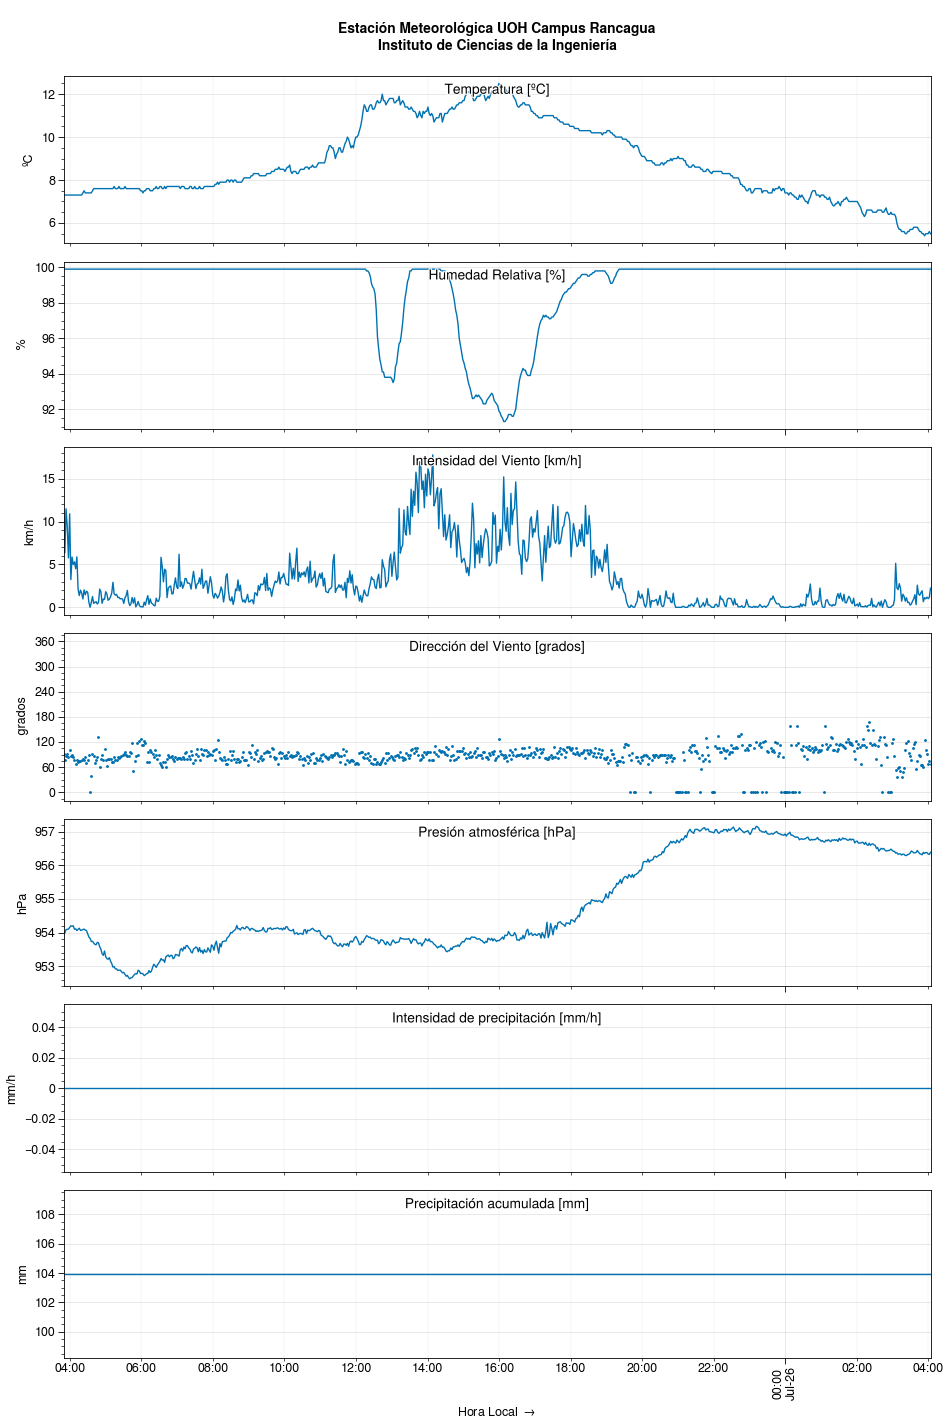 Estación Meteorológica UOH Campus Rancagua
Instituto de Ciencias de la Ingeniería
Temperatura [ºC]
12
10
8
6
ºC
Humedad Relativa [%]
100
98
96
94
92
%
Intensidad del Viento [km/h]
15
10
5
0
km/h
Dirección del Viento [grados]
360
300
240
180
120
60
0
grados
Presión atmosférica [hPa]
957
956
955
954
953
hPa
Intensidad de precipitación [mm/h]
0.04
0.02
0
−0.02
−0.04
mm/h
Precipitación acumulada [mm]
108
106
104
102
100
mm
04:00 06:00 08:00 10:00 12:00 14:00 16:00 18:00 20:00 22:00 00:00 02:00 04:00
Jul-26
Hora Local →